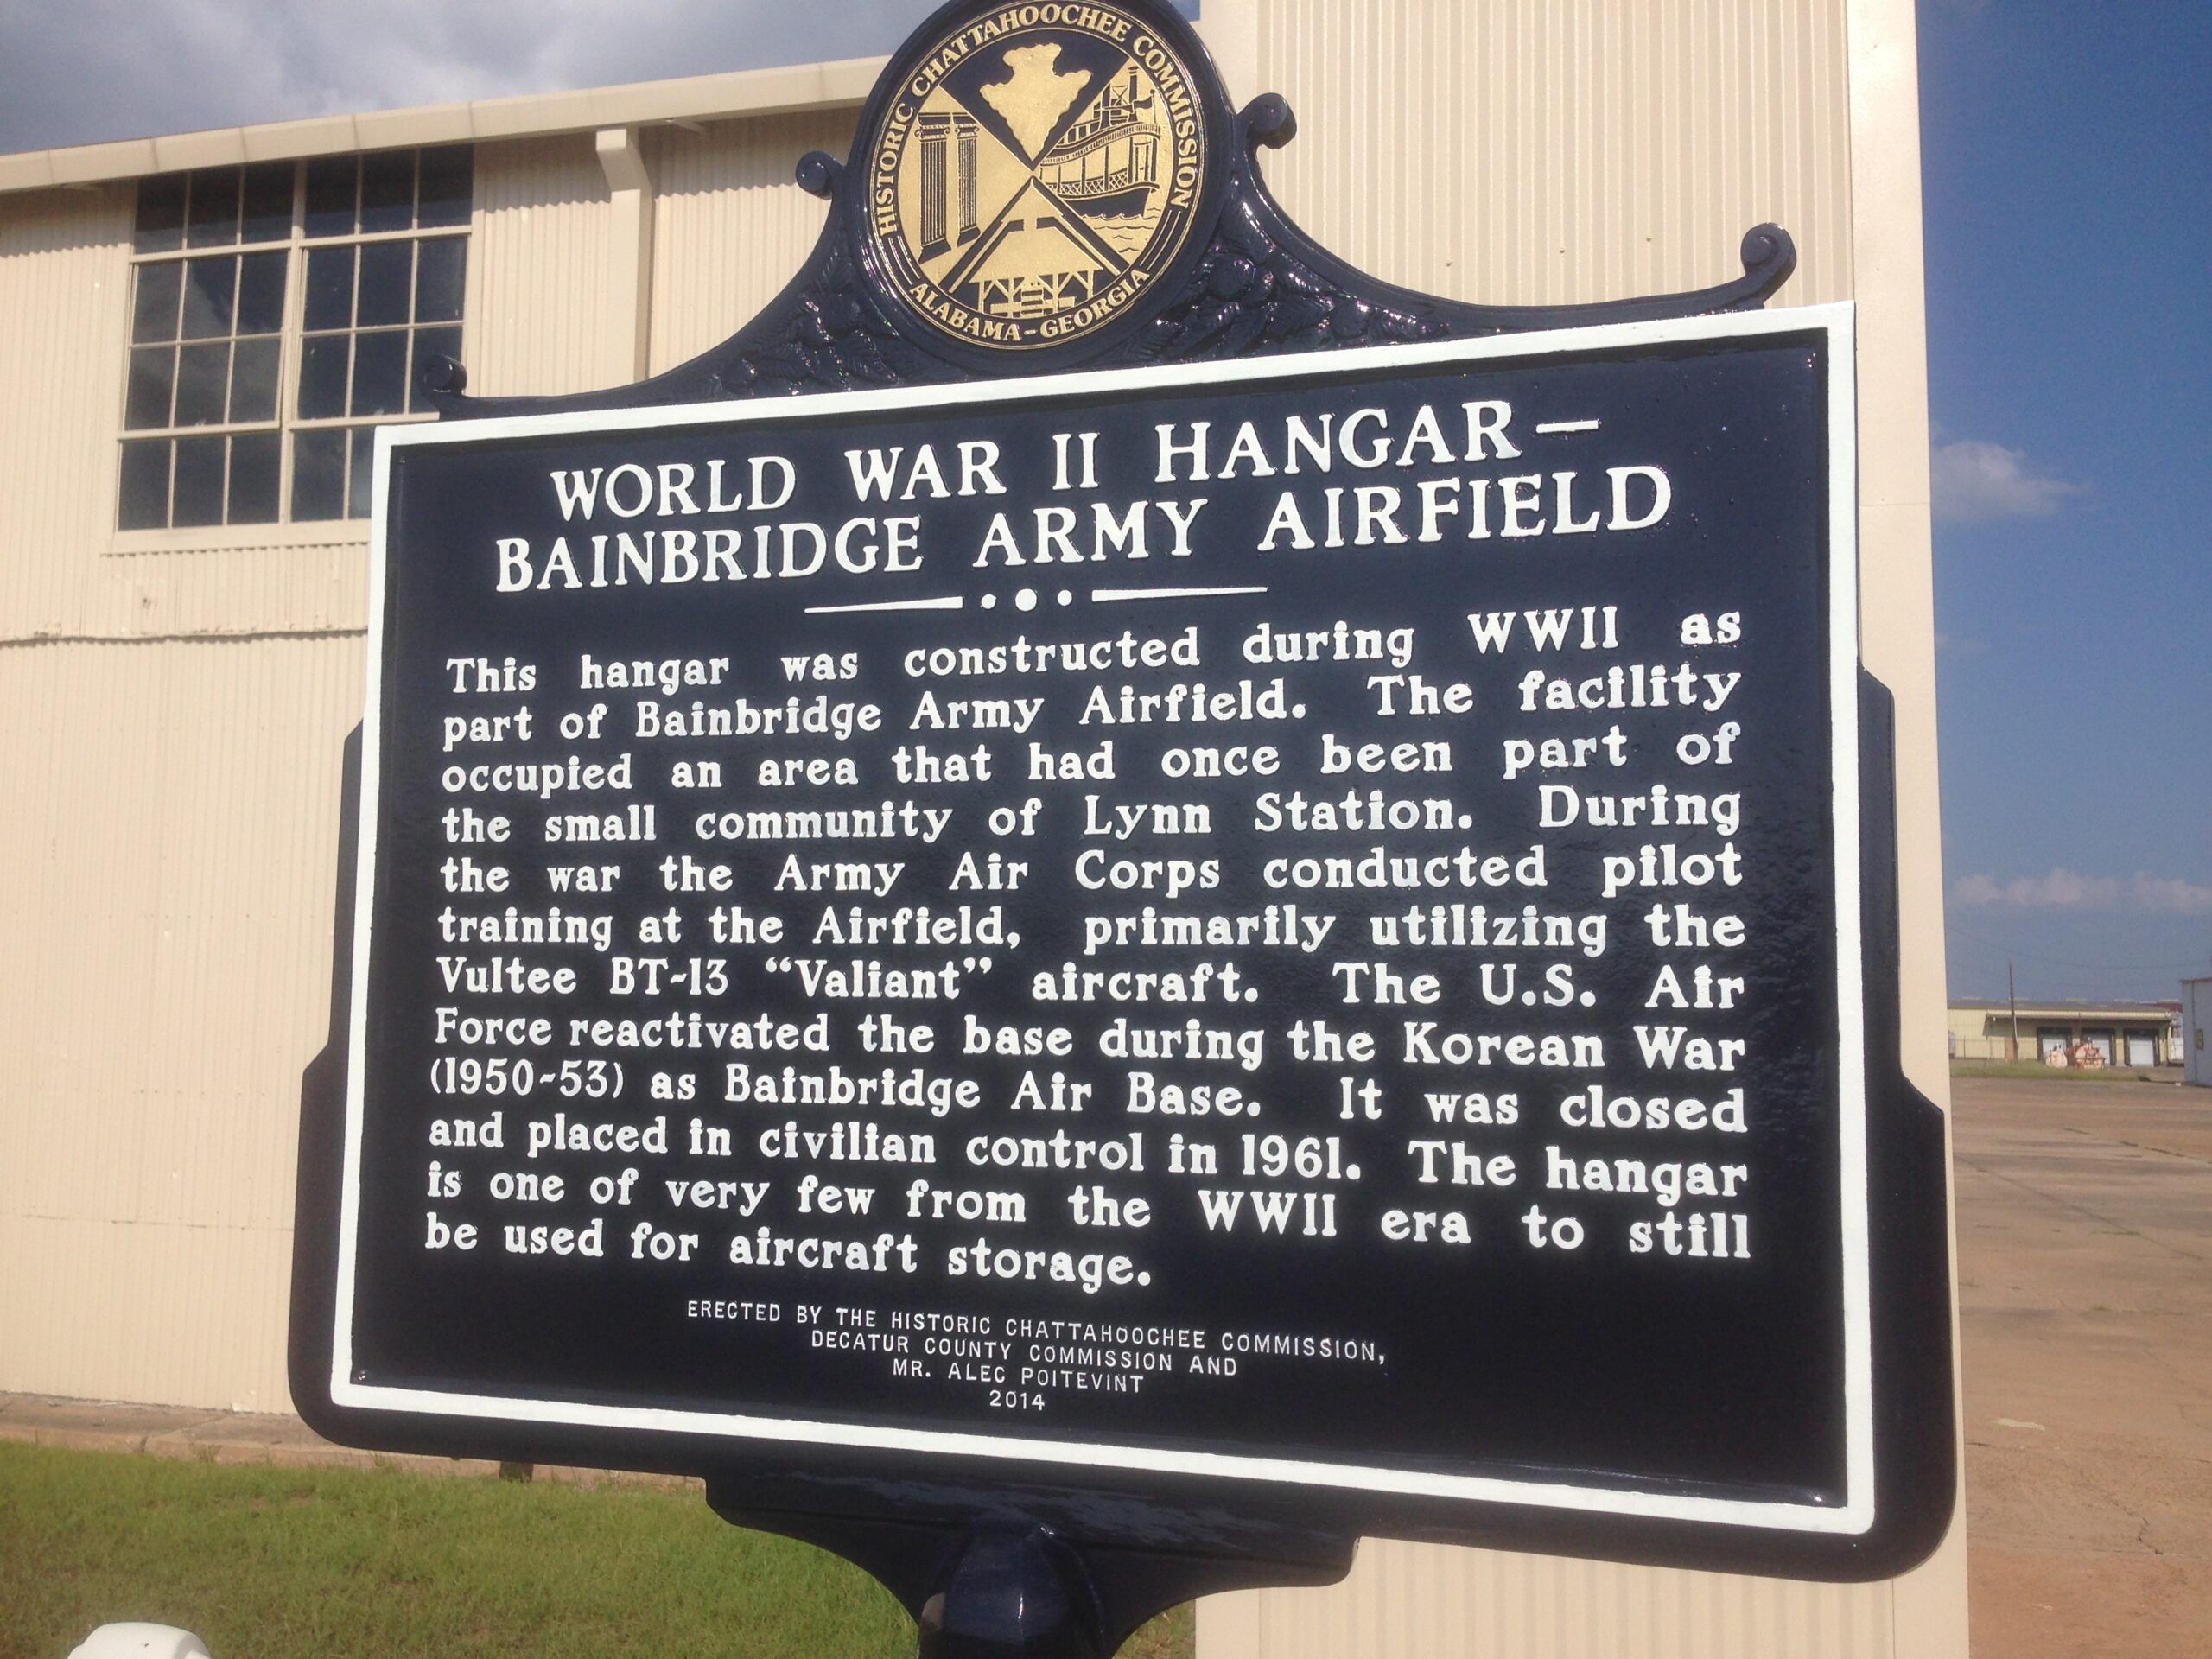 HISTORIC CHATTAHOOCHEE COMMISSION
ALABAMA-GEORGIA
WORLD WAR II HANGAR—
BAINBRIDGE ARMY AIRFIELD
This hangar was constructed during WWII as
part of Bainbridge Army Airfield. The facility
occupied an area that had once been part of
the small community of Lynn Station. During
the war the Army Air Corps conducted pilot
training at the Airfield, primarily utilizing the
Vultee BT-13 “Valiant” aircraft. The U.S. Air
Force reactivated the base during the Korean War
(1950-53) as Bainbridge Air Base. It was closed
and placed in civilian control in 1961. The hangar
is one of very few from the WWII era to still
be used for aircraft storage.
ERECTED BY THE HISTORIC CHATTAHOOCHEE COMMISSION,
DECATUR COUNTY COMMISSION AND
MR. ALEC POITEVINT
2014